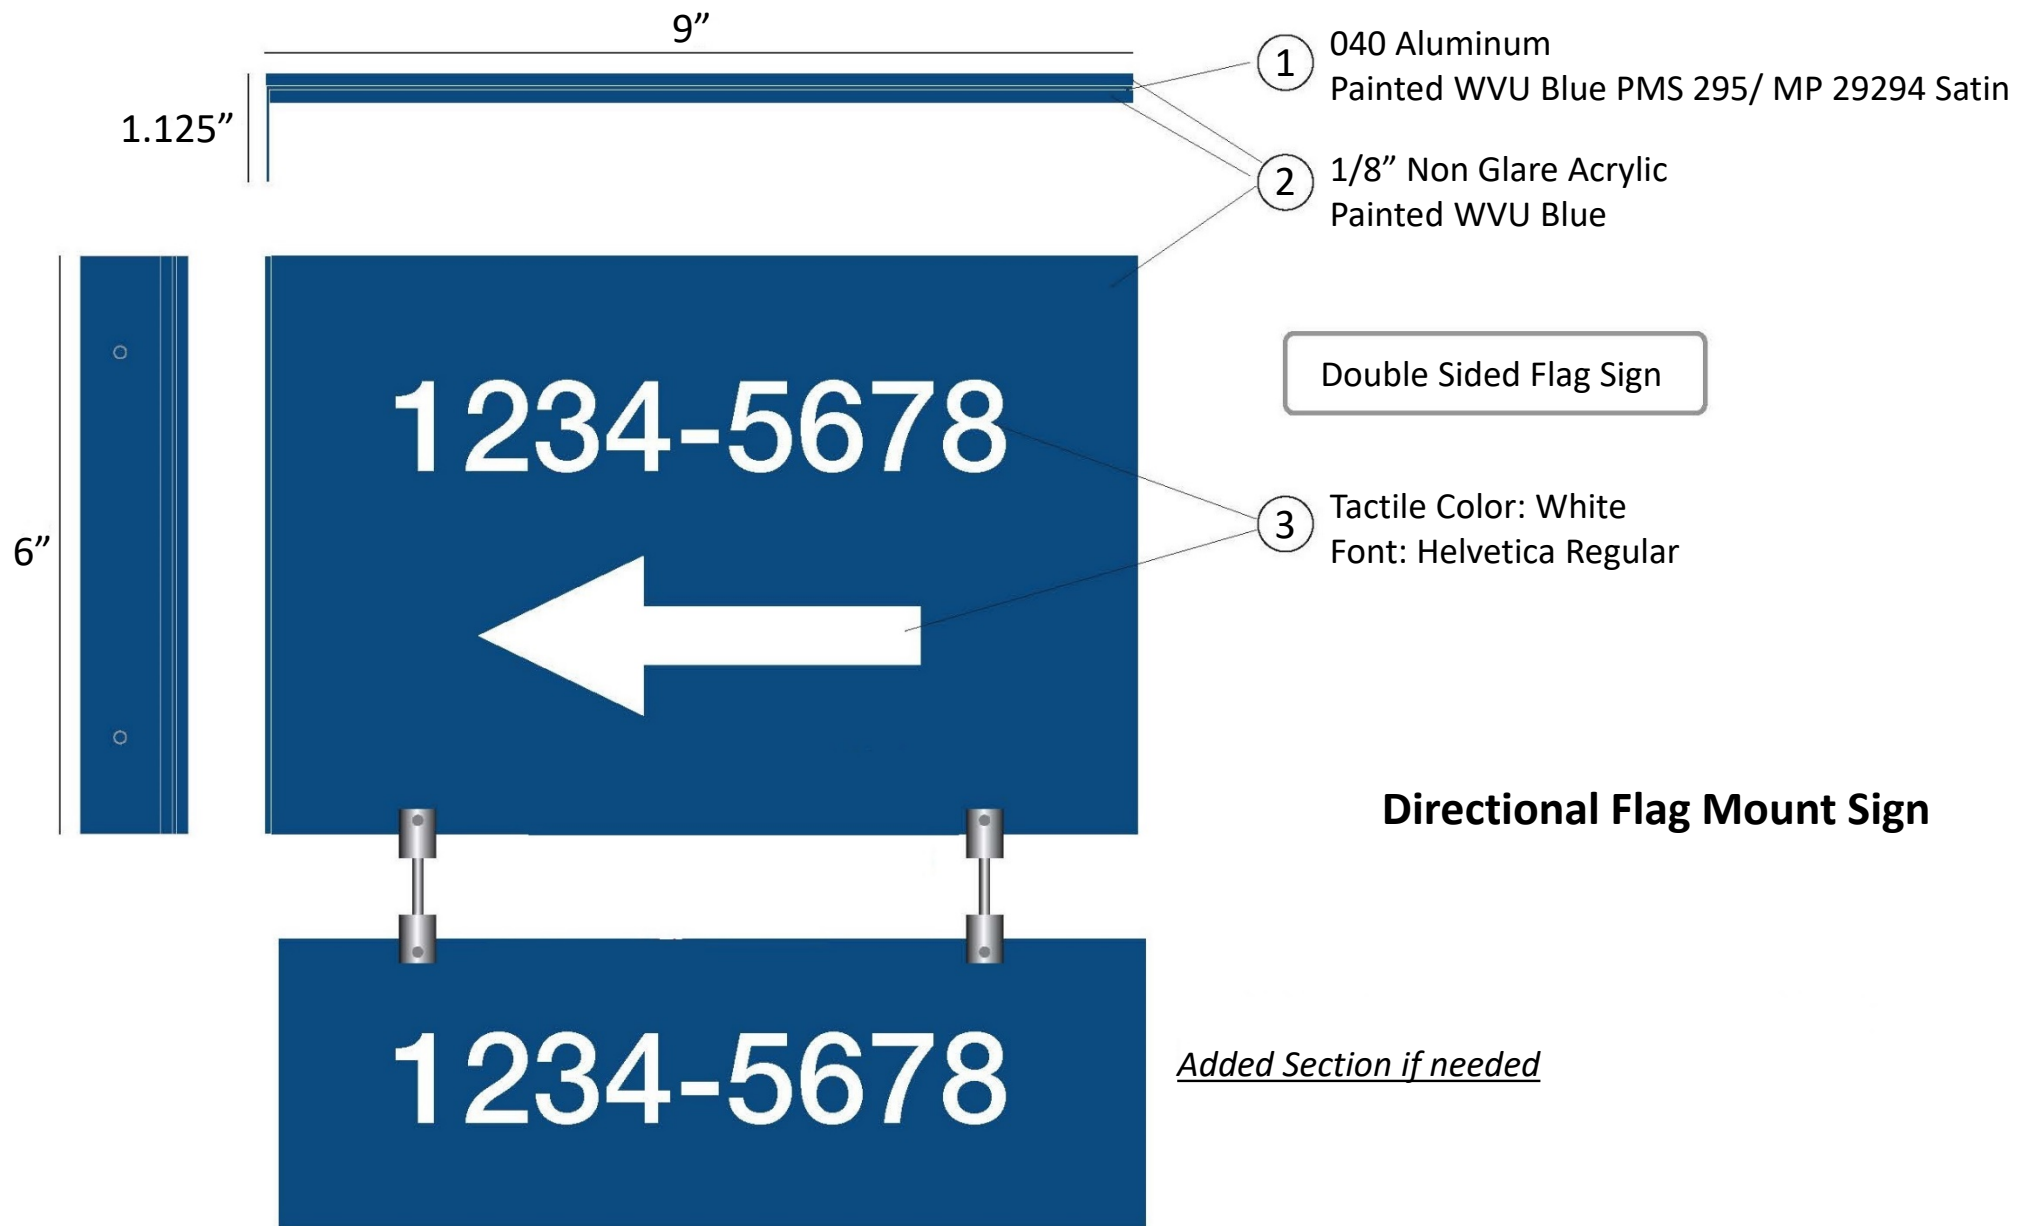 9”
1.125”
1
040 Aluminum
Painted WVU Blue PMS 295/ MP 29294 Satin
2
1/8” Non Glare Acrylic
Painted WVU Blue
6”
1234-5678
Double Sided Flag Sign
3
Tactile Color: White
Font: Helvetica Regular
Directional Flag Mount Sign
1234-5678
Added Section if needed